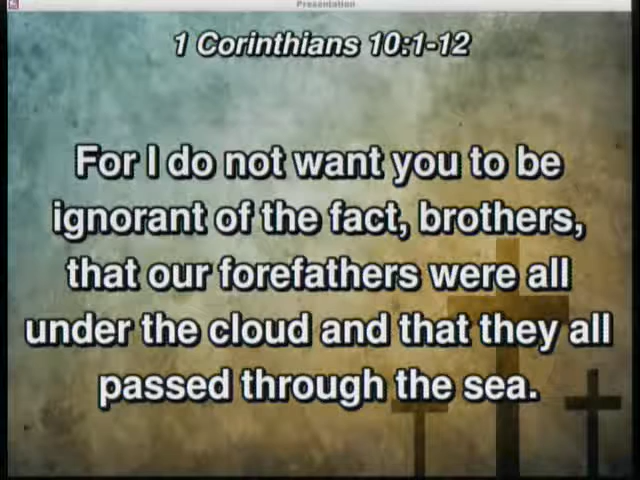 Presentation
1 Corinthians 10:1-12
For I do not want you to be
ignorant of the fact, brothers,
that our forefathers were all
under the cloud and that they all
passed through the sea.